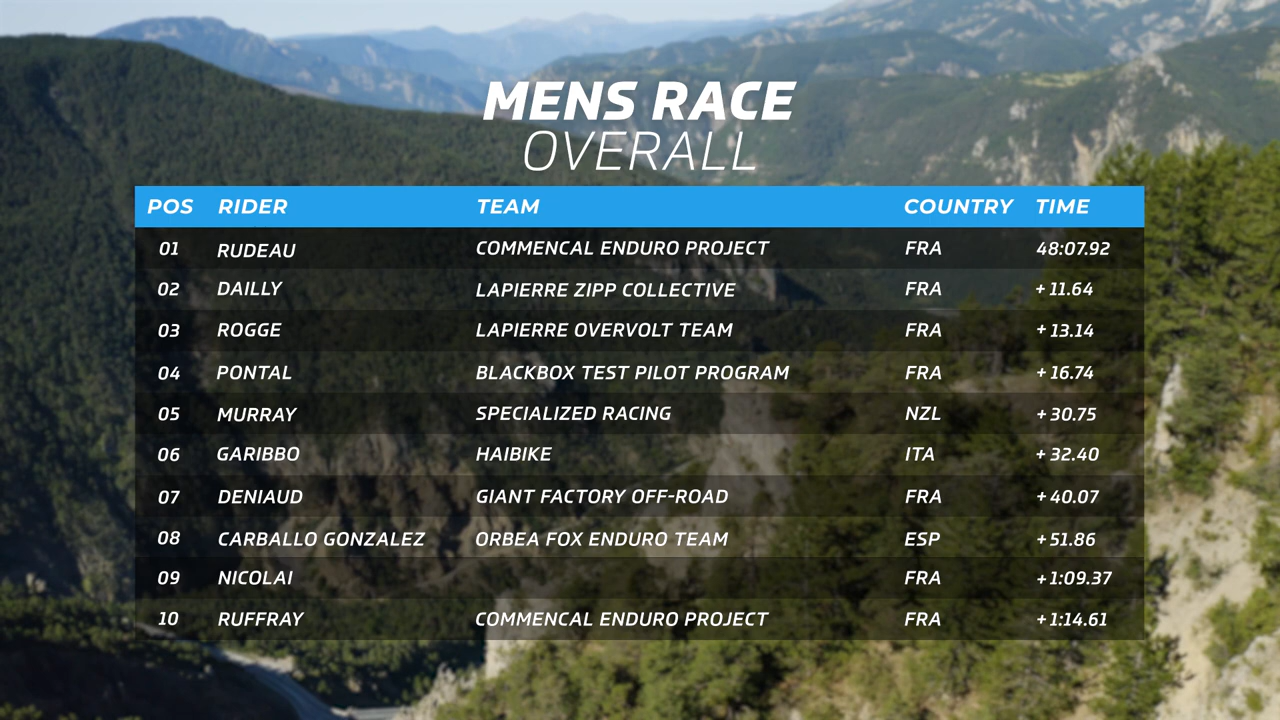 MENS RACE
OVERALL
POS RIDER TEAM COUNTRY TIME
01 RUDEAU COMMENCAL ENDURO PROJECT FRA 48:07.92
02 DAILLY LAPIERRE ZIPP COLLECTIVE FRA + 11.64
03 ROGGE LAPIERRE OVERVOLT TEAM FRA + 13.14
04 PONTAL BLACKBOX TEST PILOT PROGRAM FRA + 16.74
05 MURRAY SPECIALIZED RACING NZL + 30.75
06 GARIBBO HAIBIKE ITA + 32.40
07 DENIAUD GIANT FACTORY OFF-ROAD FRA + 40.07
08 CARBALLO GONZALEZ ORBEA FOX ENDURO TEAM ESP + 51.86
09 NICOLAI FRA + 1:09.37
10 RUFFRAY COMMENCAL ENDURO PROJECT FRA + 1:14.61